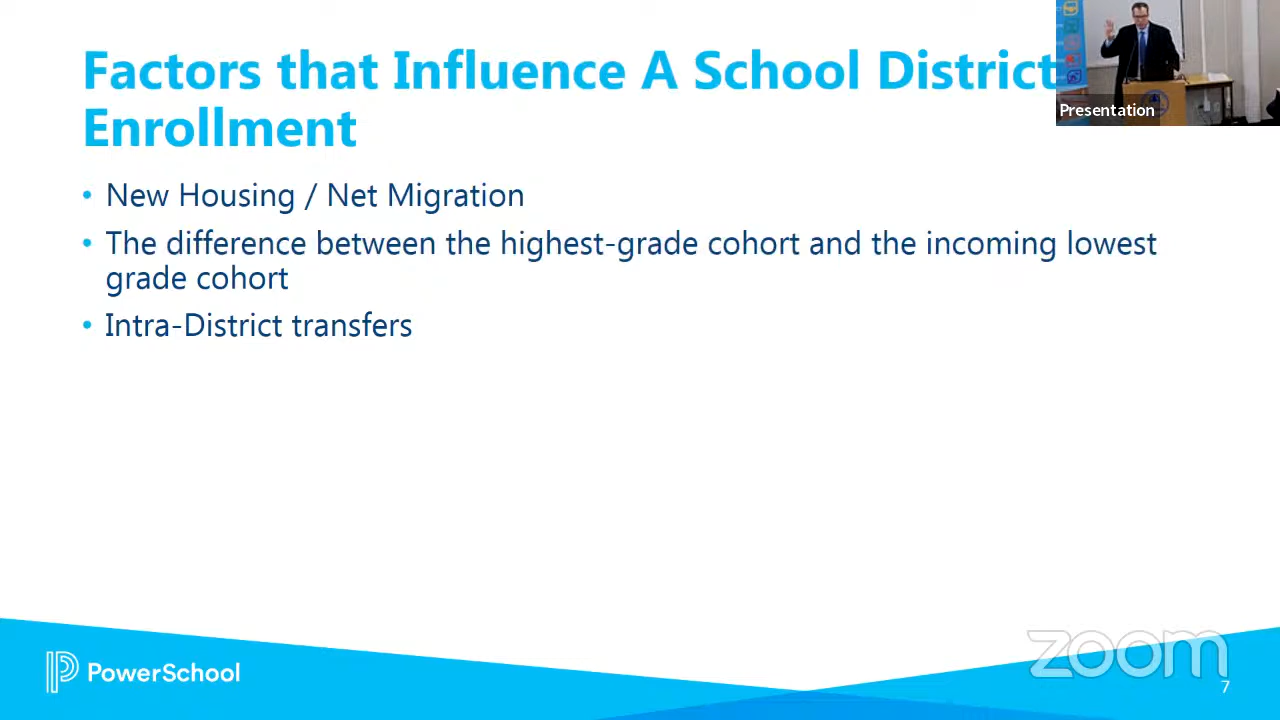 Factors that Influence A School District
Enrollment
• New Housing / Net Migration
• The difference between the highest-grade cohort and the incoming lowest
grade cohort
• Intra-District transfers
Presentation
PowerSchool
zoom
7